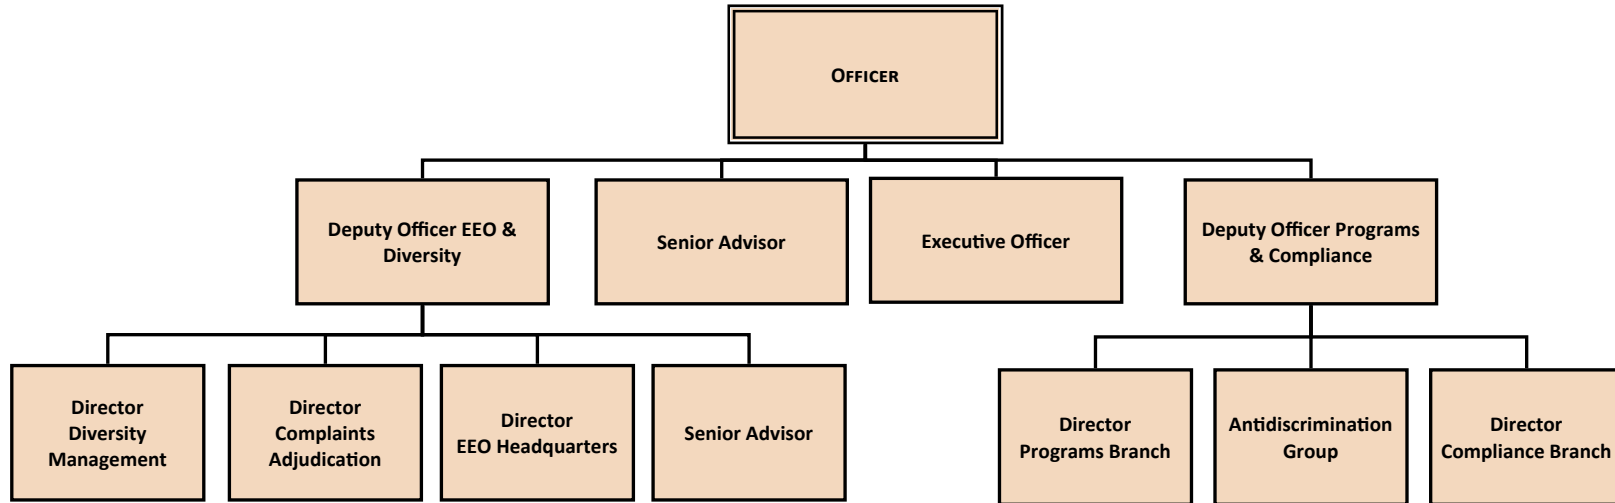 OFFICER
Deputy Officer EEO &
Diversity
Senior Advisor
Executive Officer
Deputy Officer Programs
& Compliance
Director
Diversity
Management
Director
Complaints
Adjudication
Director
EEO Headquarters
Senior Advisor
Director
Programs Branch
Antidiscrimination
Group
Director
Compliance Branch